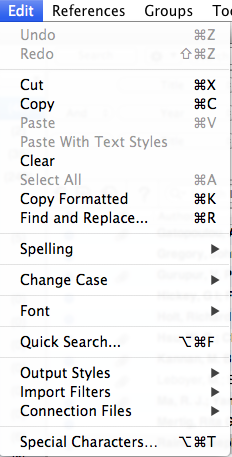 Edit References Groups
Undo ⌘Z
Redo ⇧⌘Z
Cut ⌘X
Copy ⌘C
Paste ⌘V
Paste With Text Styles
Clear
Select All ⌘A
Copy Formatted ⌘K
Find and Replace... ⌘R
Spelling
Change Case
Font
Quick Search... ⌥⌘F
Output Styles
Import Filters
Connection Files
Special Characters... ⌥⌘T